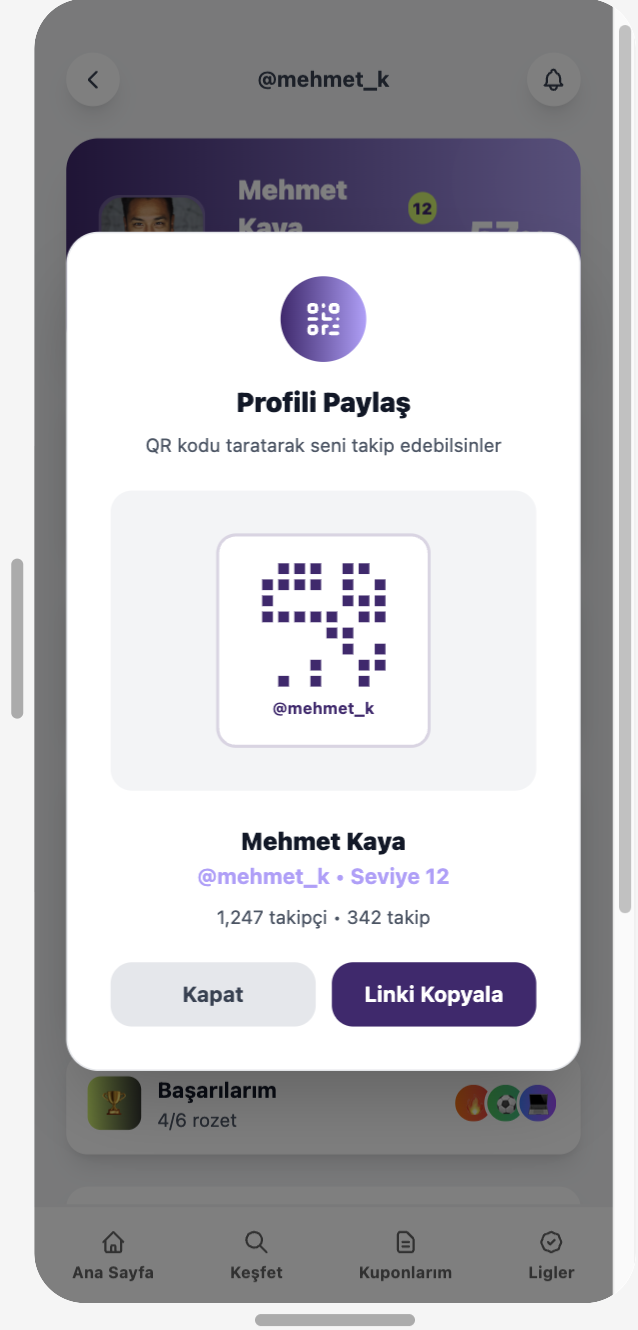 @mehmet_k
Mehmet
Kaya
12
57
Profili Paylaş
QR kodu taratarak seni takip edebilsinler
@mehmet_k
Mehmet Kaya
@mehmet_k • Seviye 12
1,247 takipçi • 342 takip
Kapat
Linki Kopyala
Başarılarım
4/6 rozet
Ana Sayfa
Keşfet
Kuponlarım
Ligler